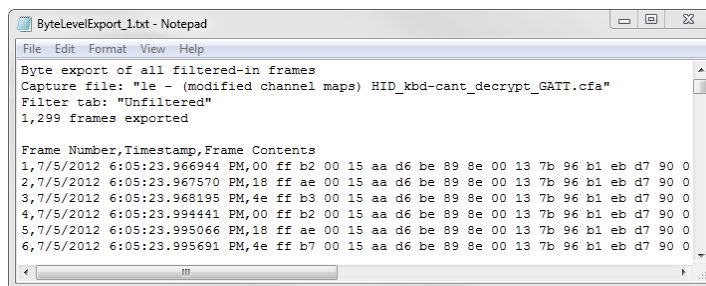 ByteLevelExport_1.txt - Notepad
File Edit Format View Help
Byte export of all filtered-in frames
Capture file: "le - (modified channel maps) HID_kbd-cant_decrypt_GATT.cfa"
Filter tab: "Unfiltered"
1,299 frames exported
Frame Number,Timestamp,Frame Contents
1,7/5/2012 6:05:23.966944 PM,00 ff b2 00 15 aa d6 be 89 8e 00 13 7b 96 b1 eb d7 90 0
2,7/5/2012 6:05:23.967570 PM,18 ff ae 00 15 aa d6 be 89 8e 00 13 7b 96 b1 eb d7 90 0
3,7/5/2012 6:05:23.968195 PM,4e ff b3 00 15 aa d6 be 89 8e 00 13 7b 96 b1 eb d7 90 0
4,7/5/2012 6:05:23.994441 PM,00 ff b2 00 15 aa d6 be 89 8e 00 13 7b 96 b1 eb d7 90 0
5,7/5/2012 6:05:23.995066 PM,18 ff ae 00 15 aa d6 be 89 8e 00 13 7b 96 b1 eb d7 90 0
6,7/5/2012 6:05:23.995691 PM,4e ff b7 00 15 aa d6 be 89 8e 00 13 7b 96 b1 eb d7 90 0